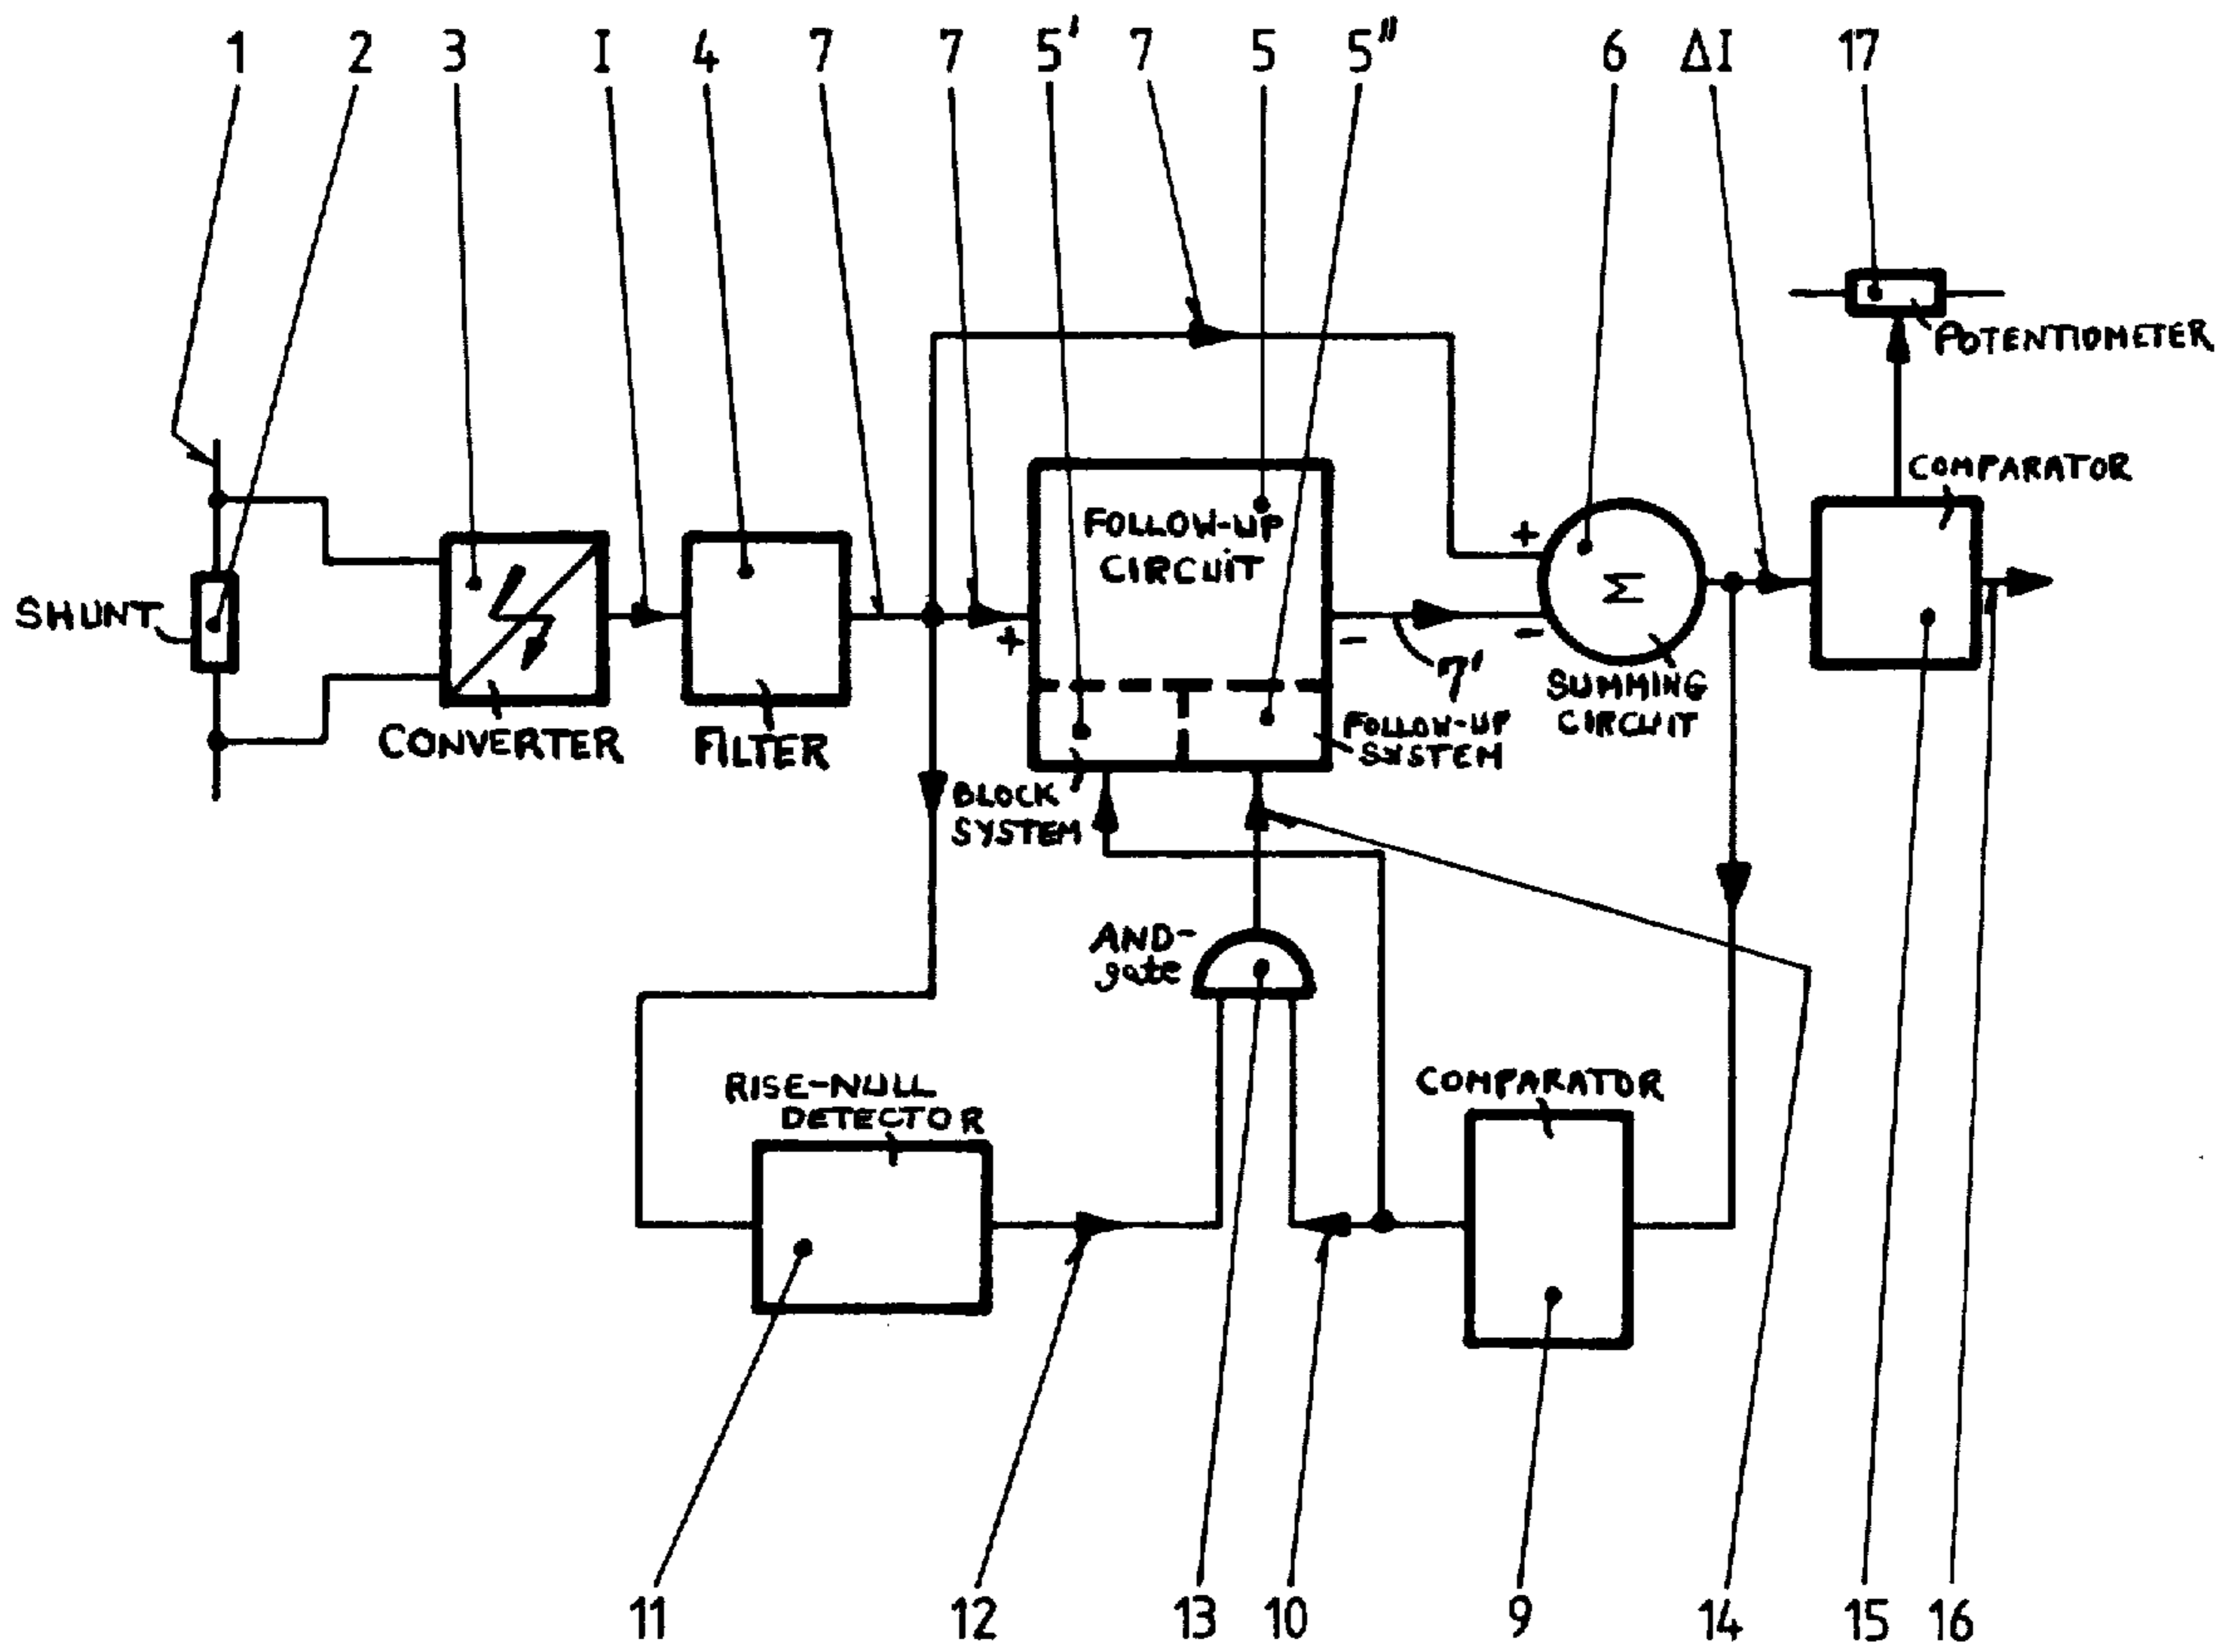 1 2 3 I 4 7 7 5' 7 5 5" 6 ΔI 17
POTENTIOMETER
COMPARATOR
FOLLOW-UP
CIRCUIT
+
Σ
SHUNT
+
-
-
7'
CONVERTER
FILTER
SUMMING
CIRCUIT
FOLLOW-UP
SYSTEM
BLOCK
SYSTEM
AND-
gate
RISE-NULL
DETECTOR
COMPARATOR
11 12 13 10 9 14 15 16